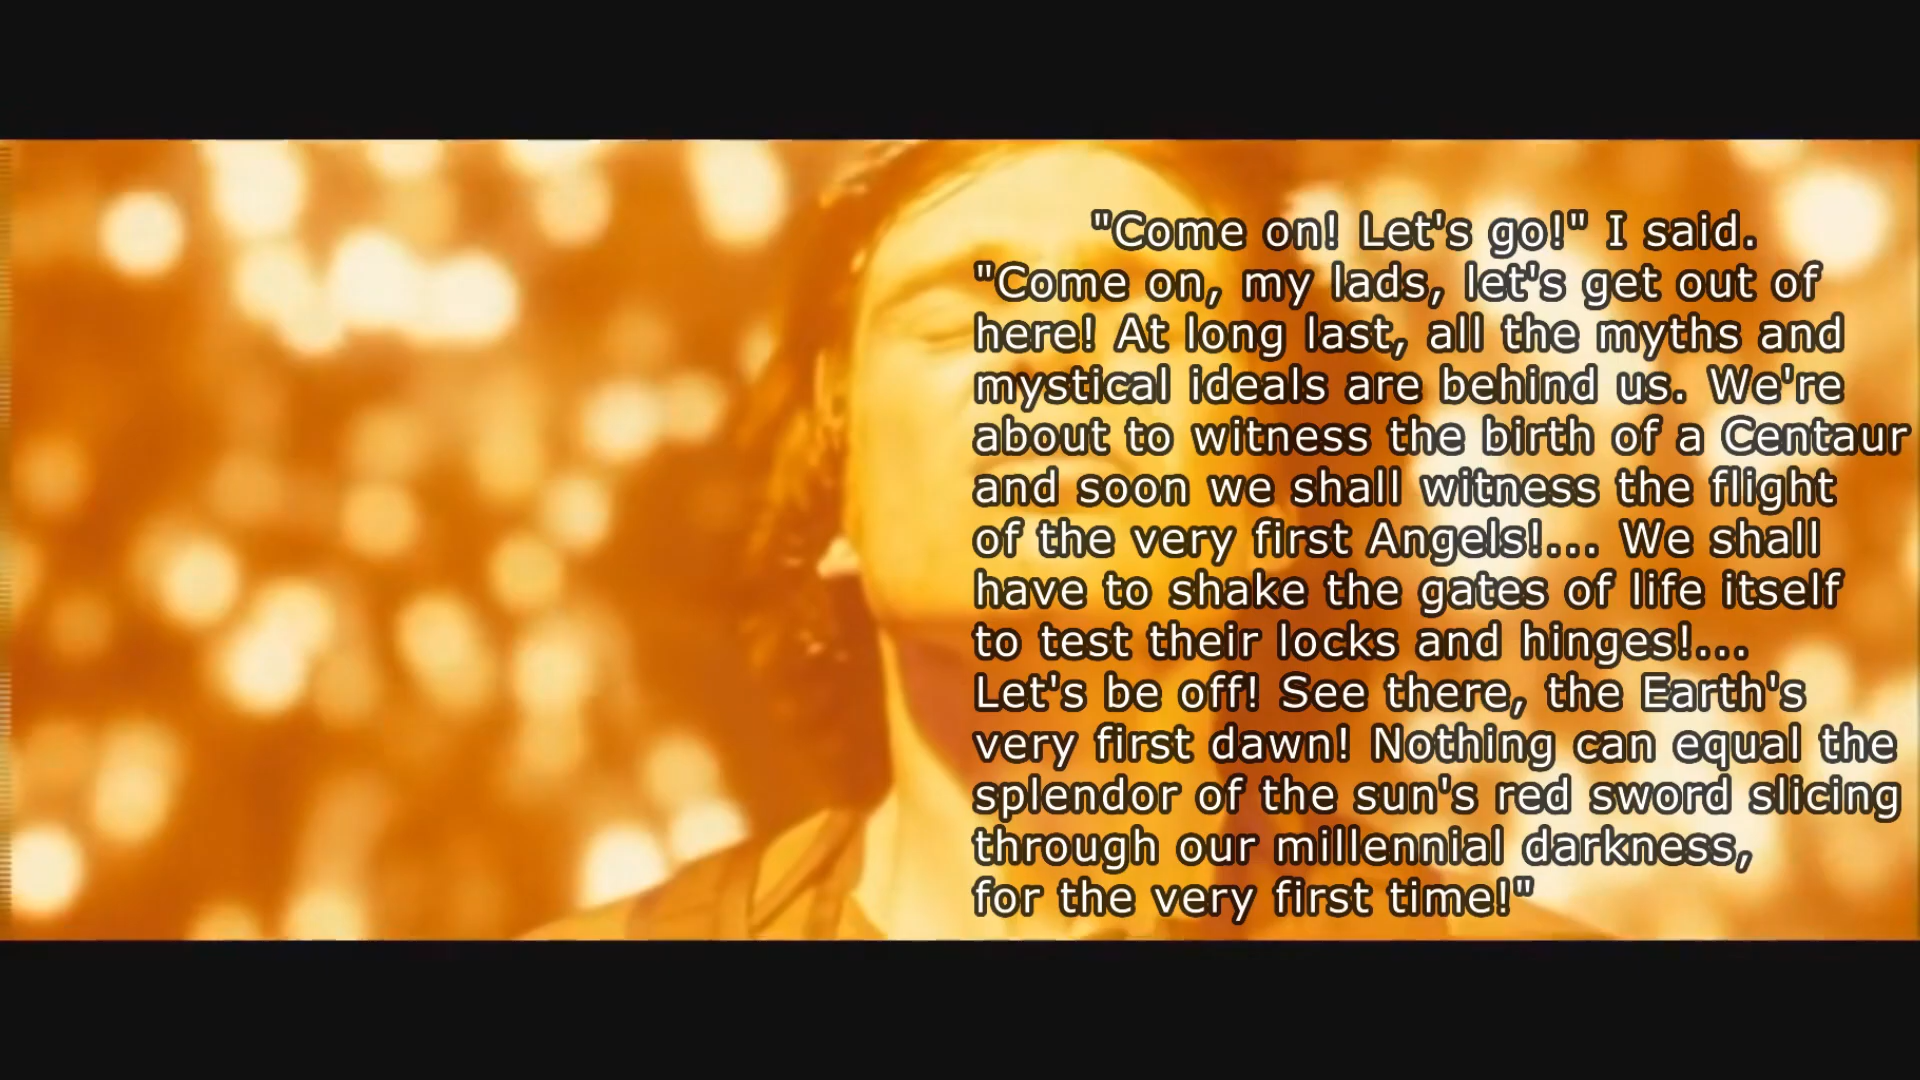 "Come on! Let's go!" I said.
"Come on, my lads, let's get out of
here! At long last, all the myths and
mystical ideals are behind us. We're
about to witness the birth of a Centaur
and soon we shall witness the flight
of the very first Angels!... We shall
have to shake the gates of life itself
to test their locks and hinges!...
Let's be off! See there, the Earth's
very first dawn! Nothing can equal the
splendor of the sun's red sword slicing
through our millennial darkness,
for the very first time!"